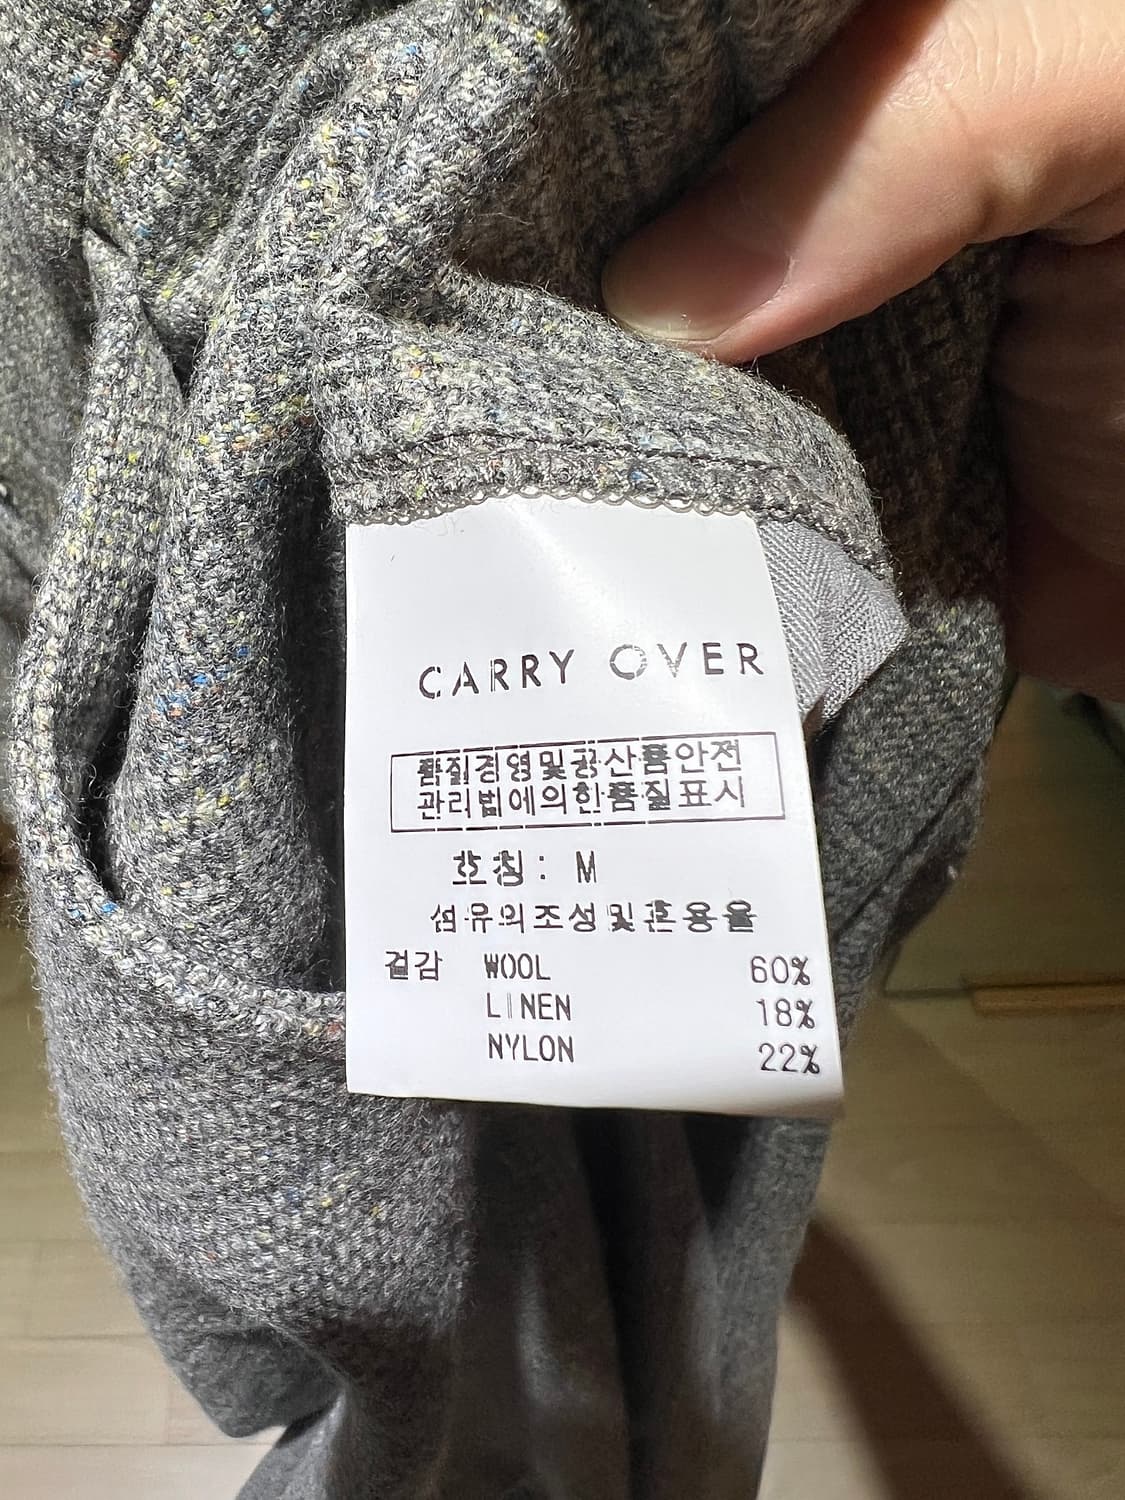 CARRY OVER
품질경영및공산품안전
관리법에의한품질표시
호칭: M
섬유의조성및혼용율
겉감 WOOL 60%
LINEN 18%
NYLON 22%